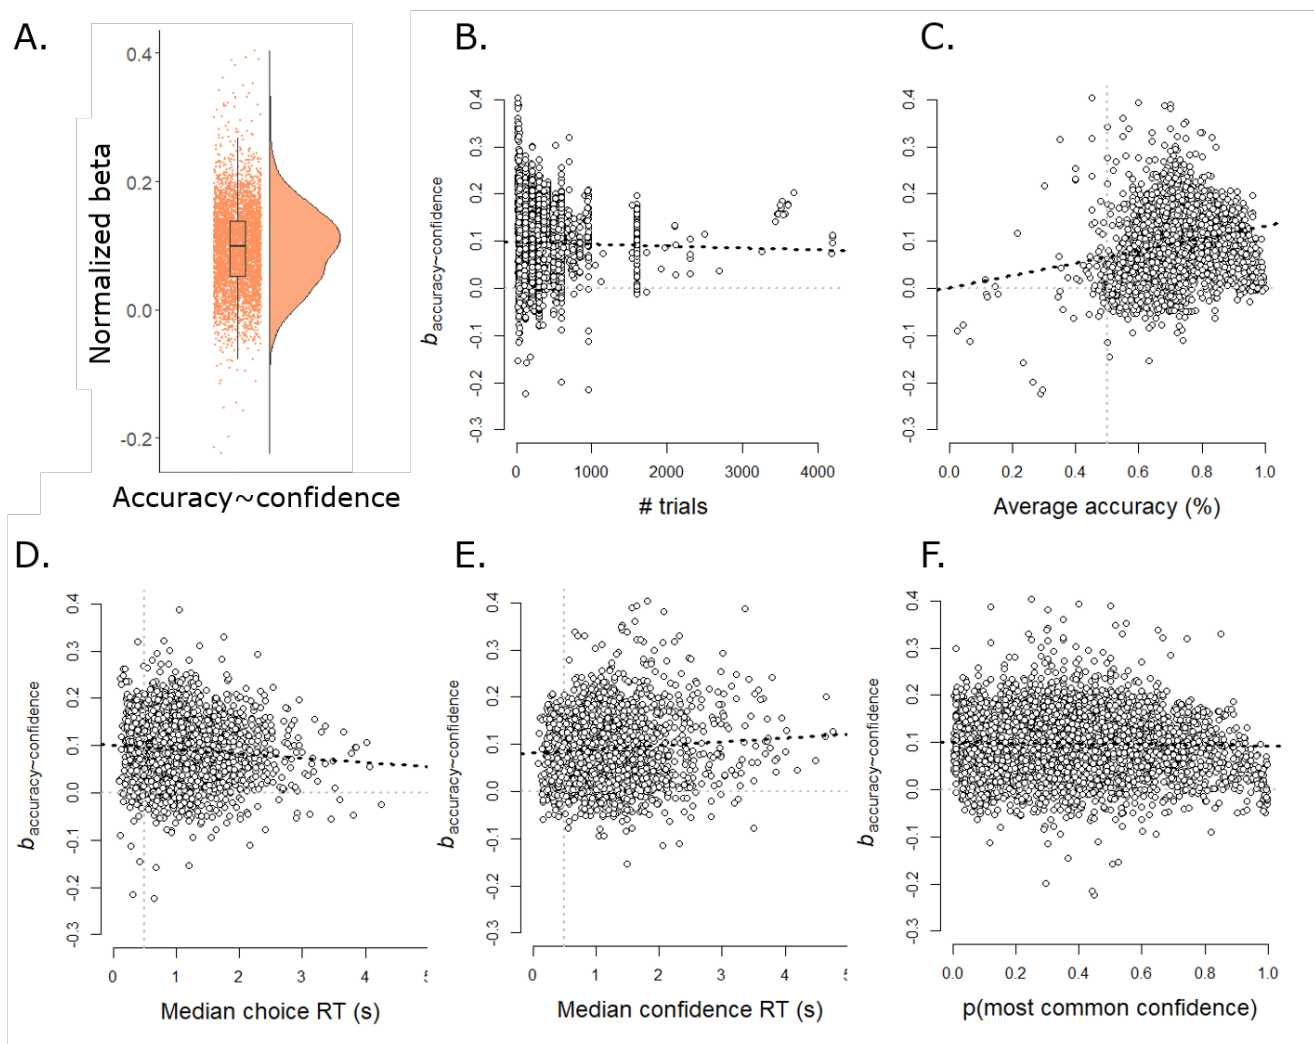 A.
0.4
0.2
0.0
-0.2
Normalized beta
Accuracy~confidence
B.
0.4
0.3
0.2
0.1
0.0
-0.1
-0.2
-0.3
b accuracy~confidence
0 1000 2000 3000 4000
# trials
C.
0.4
0.3
0.2
0.1
0.0
-0.1
-0.2
-0.3
0.0 0.2 0.4 0.6 0.8 1.0
Average accuracy (%)
D.
0.4
0.3
0.2
0.1
0.0
-0.1
-0.2
-0.3
b accuracy~confidence
0 1 2 3 4
Median choice RT (s)
E.
0.4
0.3
0.2
0.1
0.0
-0.1
-0.2
-0.3
b accuracy~confidence
0 1 2 3 4 5
Median confidence RT (s)
F.
0.4
0.3
0.2
0.1
0.0
-0.1
-0.2
-0.3
b accuracy~confidence
0.0 0.2 0.4 0.6 0.8 1.0
p(most common confidence)